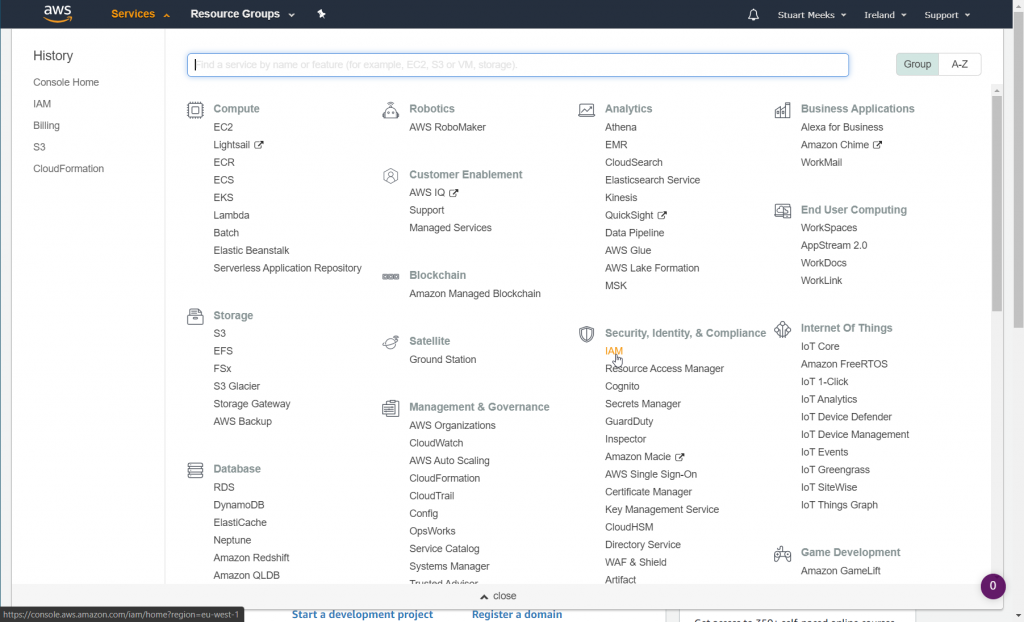 aws
Services
Resource Groups
Stuart Meeks
Ireland
Support
History
Console Home
IAM
Billing
S3
CloudFormation
Find a service by name or feature (for example, EC2, S3 or VM, storage).
Group
A-Z
Compute
EC2
Lightsail
ECR
ECS
EKS
Lambda
Batch
Elastic Beanstalk
Serverless Application Repository
Storage
S3
EFS
FSx
S3 Glacier
Storage Gateway
AWS Backup
Database
RDS
DynamoDB
ElastiCache
Neptune
Amazon Redshift
Amazon QLDB
Robotics
AWS RoboMaker
Customer Enablement
AWS IQ
Support
Managed Services
Blockchain
Amazon Managed Blockchain
Satellite
Ground Station
Management & Governance
AWS Organizations
CloudWatch
AWS Auto Scaling
CloudFormation
CloudTrail
Config
OpsWorks
Service Catalog
Systems Manager
Trusted Advisor
Analytics
Athena
EMR
CloudSearch
Elasticsearch Service
Kinesis
QuickSight
Data Pipeline
AWS Glue
AWS Lake Formation
MSK
Security, Identity, & Compliance
IAM
Resource Access Manager
Cognito
Secrets Manager
GuardDuty
Inspector
Amazon Macie
AWS Single Sign-On
Certificate Manager
Key Management Service
CloudHSM
Directory Service
WAF & Shield
Artifact
Business Applications
Alexa for Business
Amazon Chime
WorkMail
End User Computing
WorkSpaces
AppStream 2.0
WorkDocs
WorkLink
Internet Of Things
IoT Core
Amazon FreeRTOS
IoT 1-Click
IoT Analytics
IoT Device Defender
IoT Device Management
IoT Events
IoT Greengrass
IoT SiteWise
IoT Things Graph
Game Development
Amazon GameLift
close
0
https://console.aws.amazon.com/iam/home?region=eu-west-1
Start a development project
Register a domain
Get access to 350+ self-paced online courses